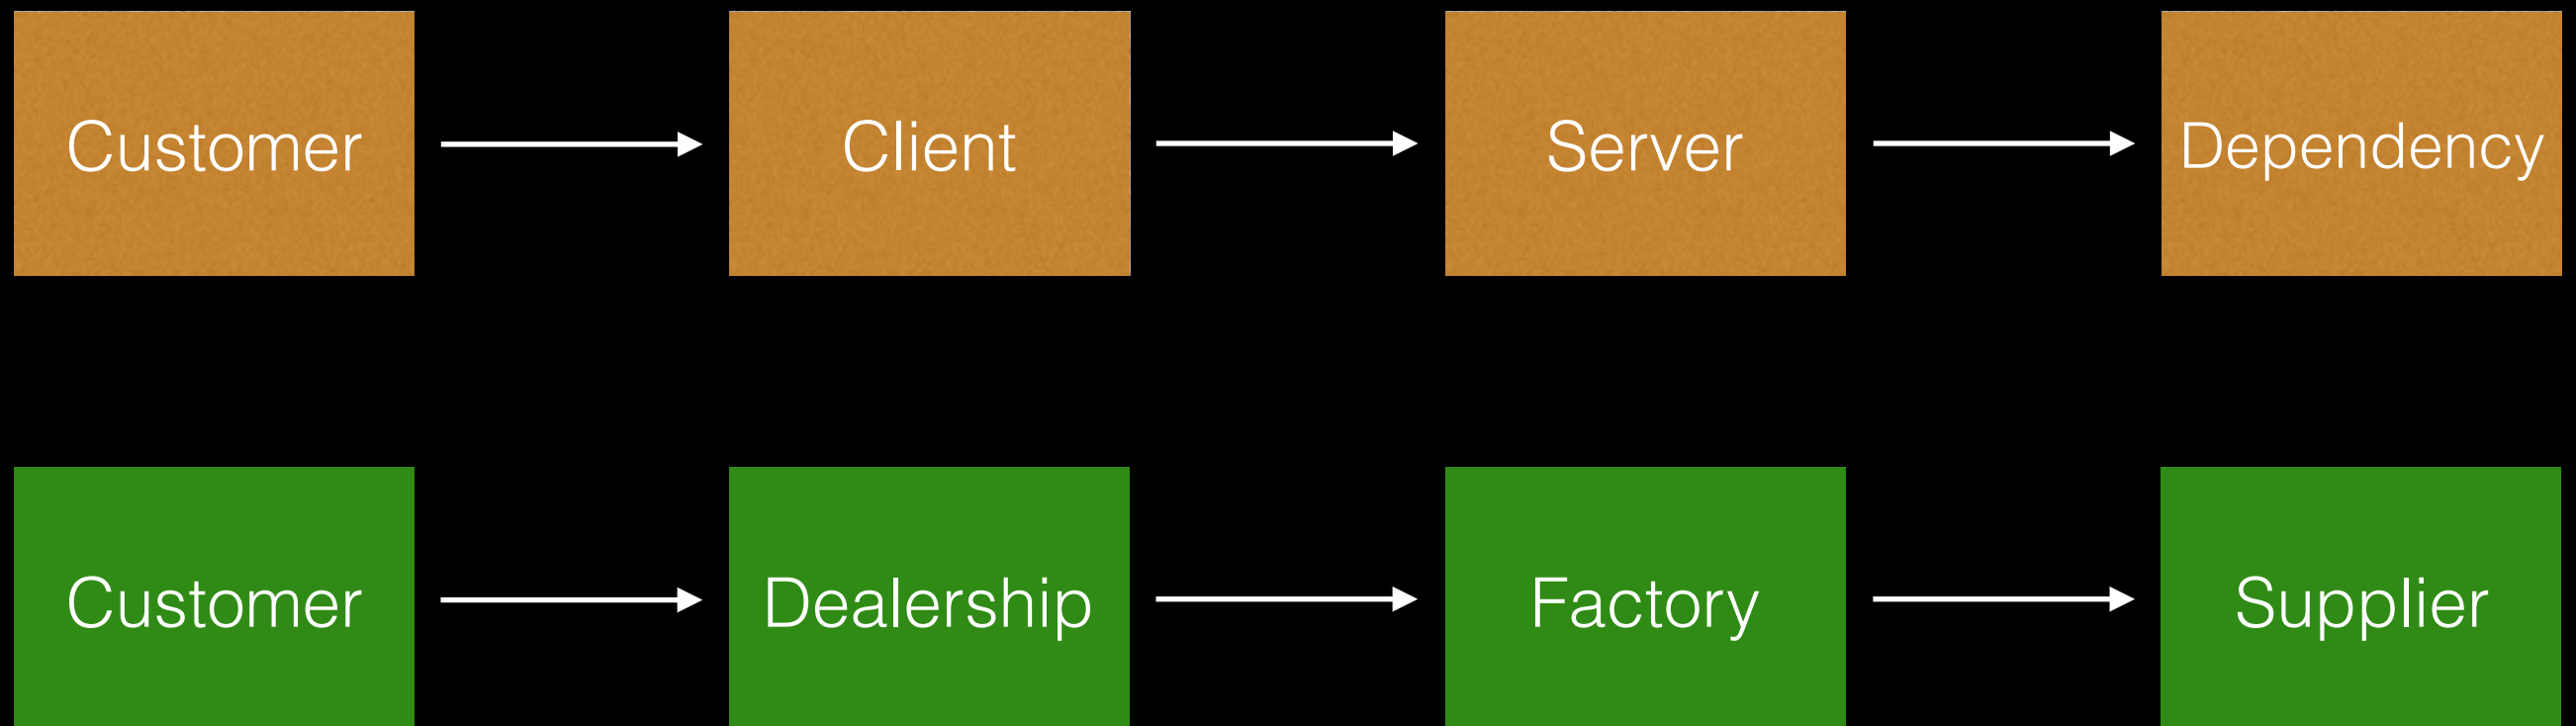 Customer
Client
Server
Dependency
Customer
Dealership
Factory
Supplier